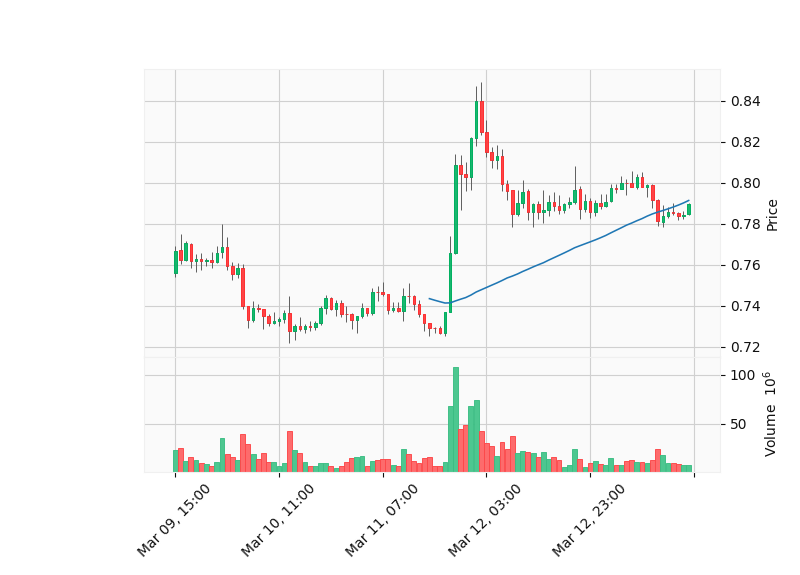 0.84
0.82
0.80
0.78
0.76
0.74
0.72
Price
100
50
Volume 10⁶
Mar 09, 15:00
Mar 10, 11:00
Mar 11, 07:00
Mar 12, 03:00
Mar 12, 23:00